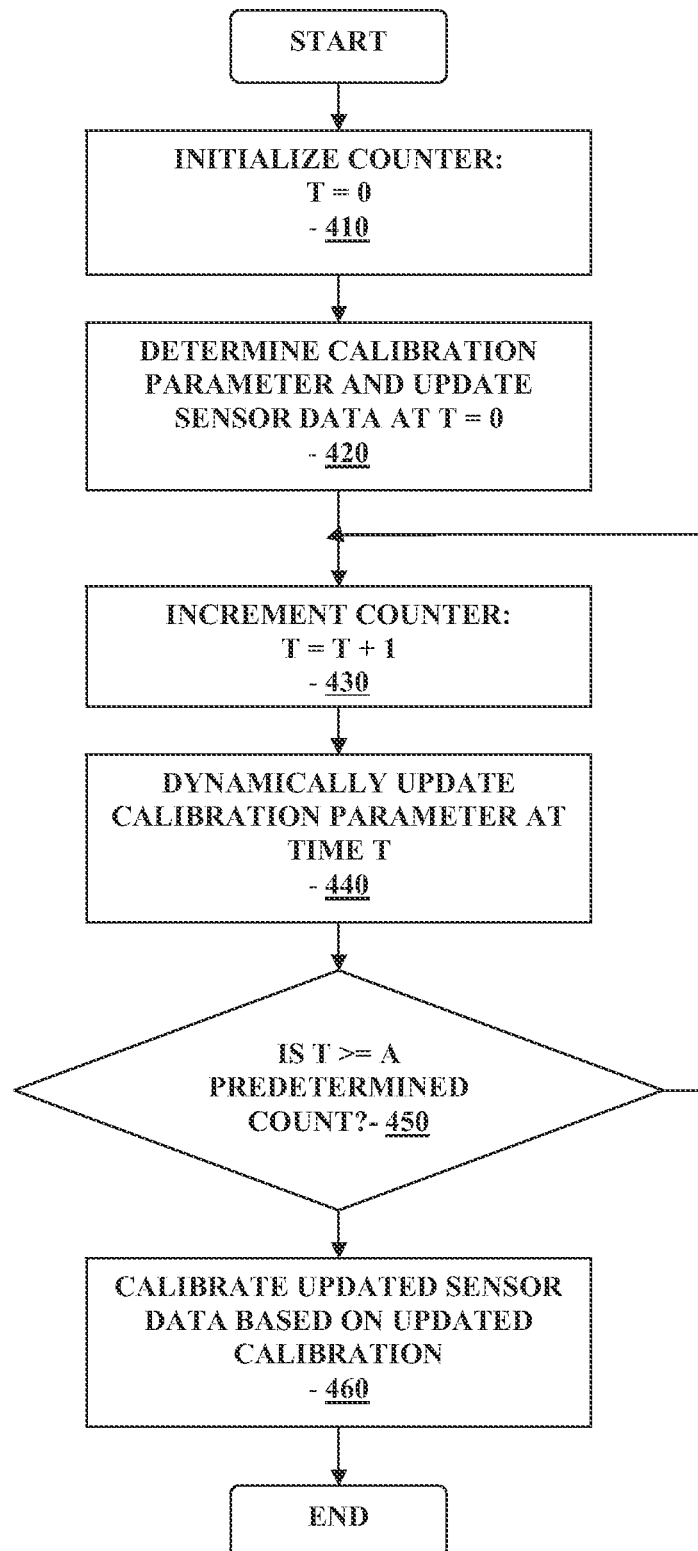 START
INITIALIZE COUNTER:
T = 0
- 410
DETERMINE CALIBRATION
PARAMETER AND UPDATE
SENSOR DATA AT T = 0
- 420
INCREMENT COUNTER:
T = T + 1
- 430
DYNAMICALLY UPDATE
CALIBRATION PARAMETER AT
TIME T
- 440
IS T >= A
PREDETERMINED
COUNT?- 450
CALIBRATE UPDATED SENSOR
DATA BASED ON UPDATED
CALIBRATION
- 460
END